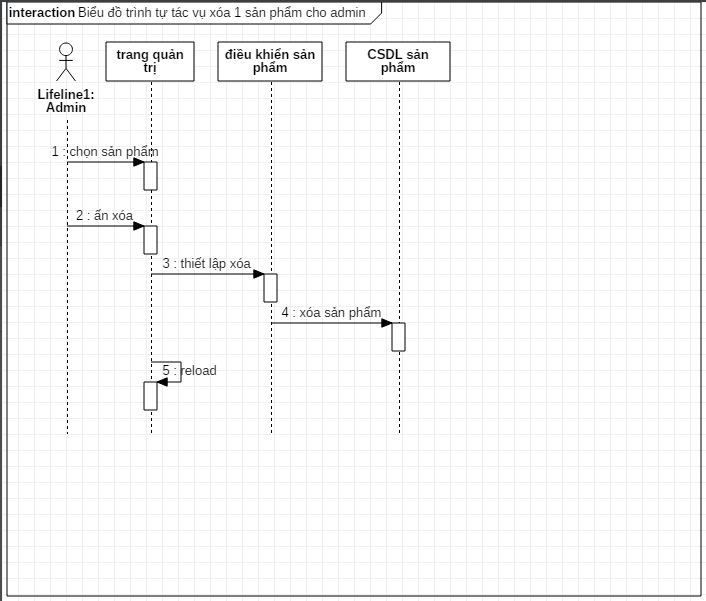 interaction Biểu đồ trình tự tác vụ xóa 1 sản phẩm cho admin
trang quản
trị
điều khiển sản
phẩm
CSDL sản
phẩm
Lifeline1:
Admin
1 : chọn sản phẩm
2 : ấn xóa
3 : thiết lập xóa
4 : xóa sản phẩm
5 : reload